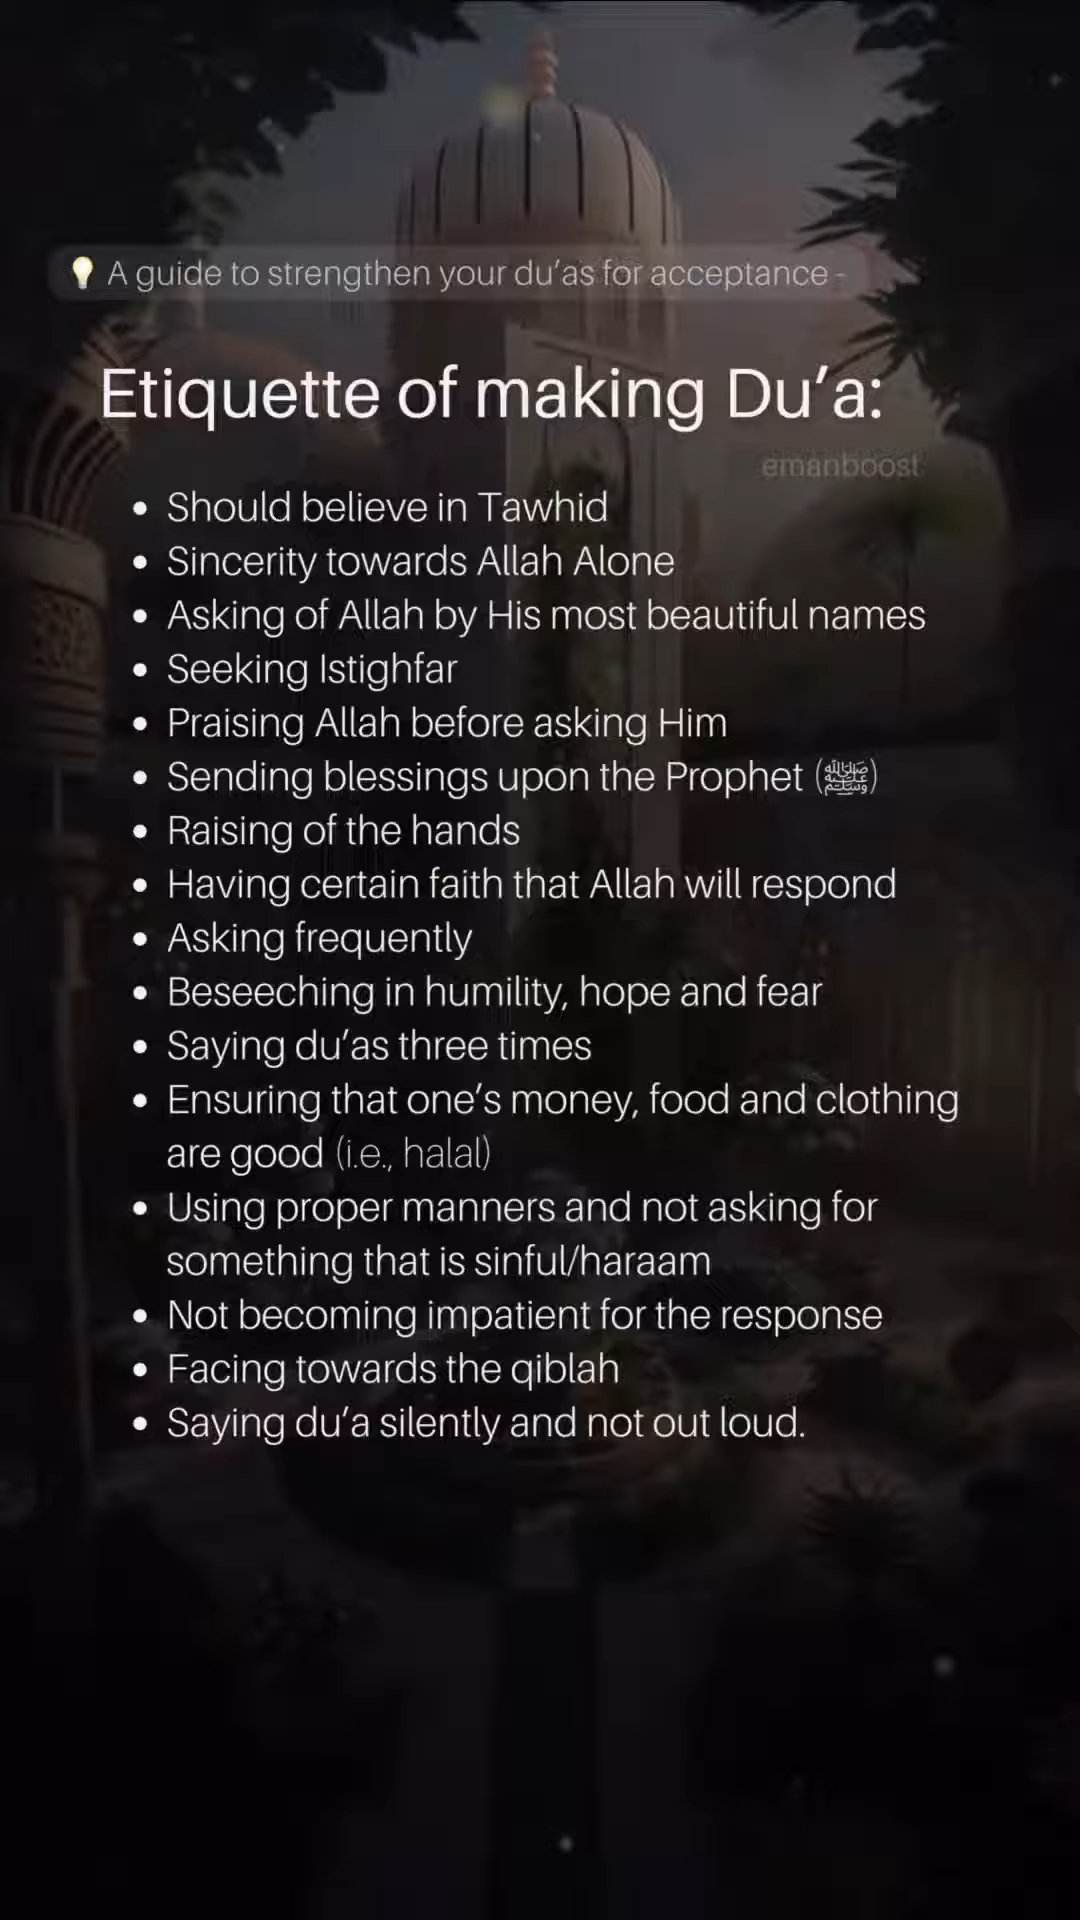 💡 A guide to strengthen your du’as for acceptance -
Etiquette of making Du’a:
emanboost
• Should believe in Tawhid
• Sincerity towards Allah Alone
• Asking of Allah by His most beautiful names
• Seeking Istighfar
• Praising Allah before asking Him
• Sending blessings upon the Prophet (ﷺ)
• Raising of the hands
• Having certain faith that Allah will respond
• Asking frequently
• Beseeching in humility, hope and fear
• Saying du’as three times
• Ensuring that one’s money, food and clothing
are good (i.e., halal)
• Using proper manners and not asking for
something that is sinful/haraam
• Not becoming impatient for the response
• Facing towards the qiblah
• Saying du’a silently and not out loud.